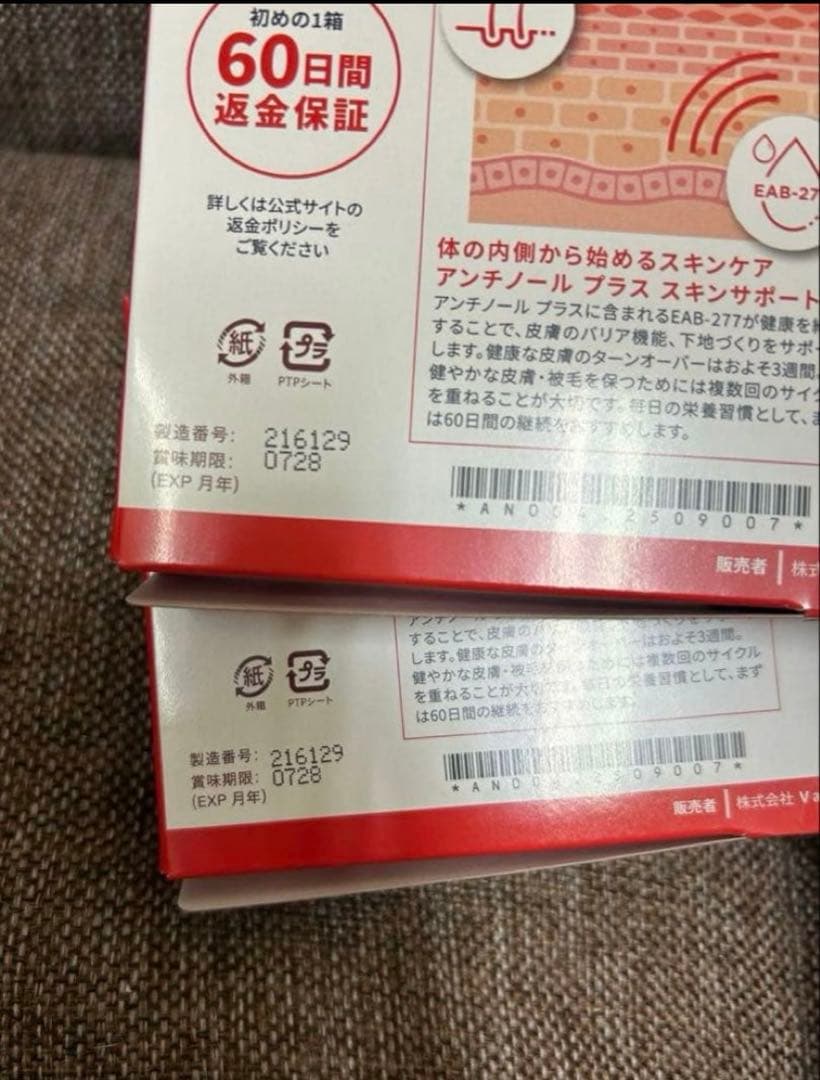 初めの1箱
60日間
返金保証
詳しくは公式サイトの
返金ポリシーを
ご覧ください
EAB-27
体の内側から始めるスキンケア
アンチノール プラス スキンサポート
アンチノール プラスに含まれるEAB-277が健康を
することで、皮膚のバリア機能、下地づくりをサポー
します。健康な皮膚のターンオーバーはおよそ3週間。
健やかな皮膚・被毛を保つためには複数回のサイク
を重ねることが大切です。毎日の栄養習慣として、ま
は60日間の継続をおすすめします。
紙
外箱
プラ
PTPシート
製造番号: 216129
賞味期限: 0728
(EXP 月年)
販売者 株式
することで、皮膚の
します。健康な皮膚のターンオーバーはおよそ3週間。
健やかな皮膚・被毛 複数回のサイクル
を重ねることが大切 の栄養習慣として、まず
は60日間の継続をおすすめします。
紙
外箱
プラ
PTPシート
製造番号: 216129
賞味期限: 0728
(EXP 月年)
販売者 株式会社 Va